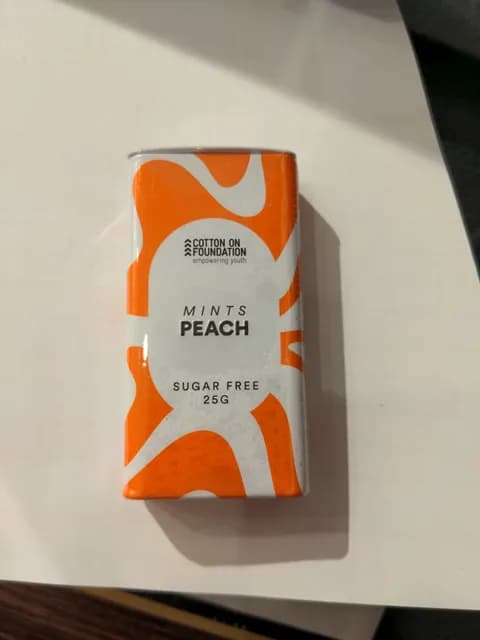 COTTON ON
FOUNDATION
empowering youth
MINTS
PEACH
SUGAR FREE
25G